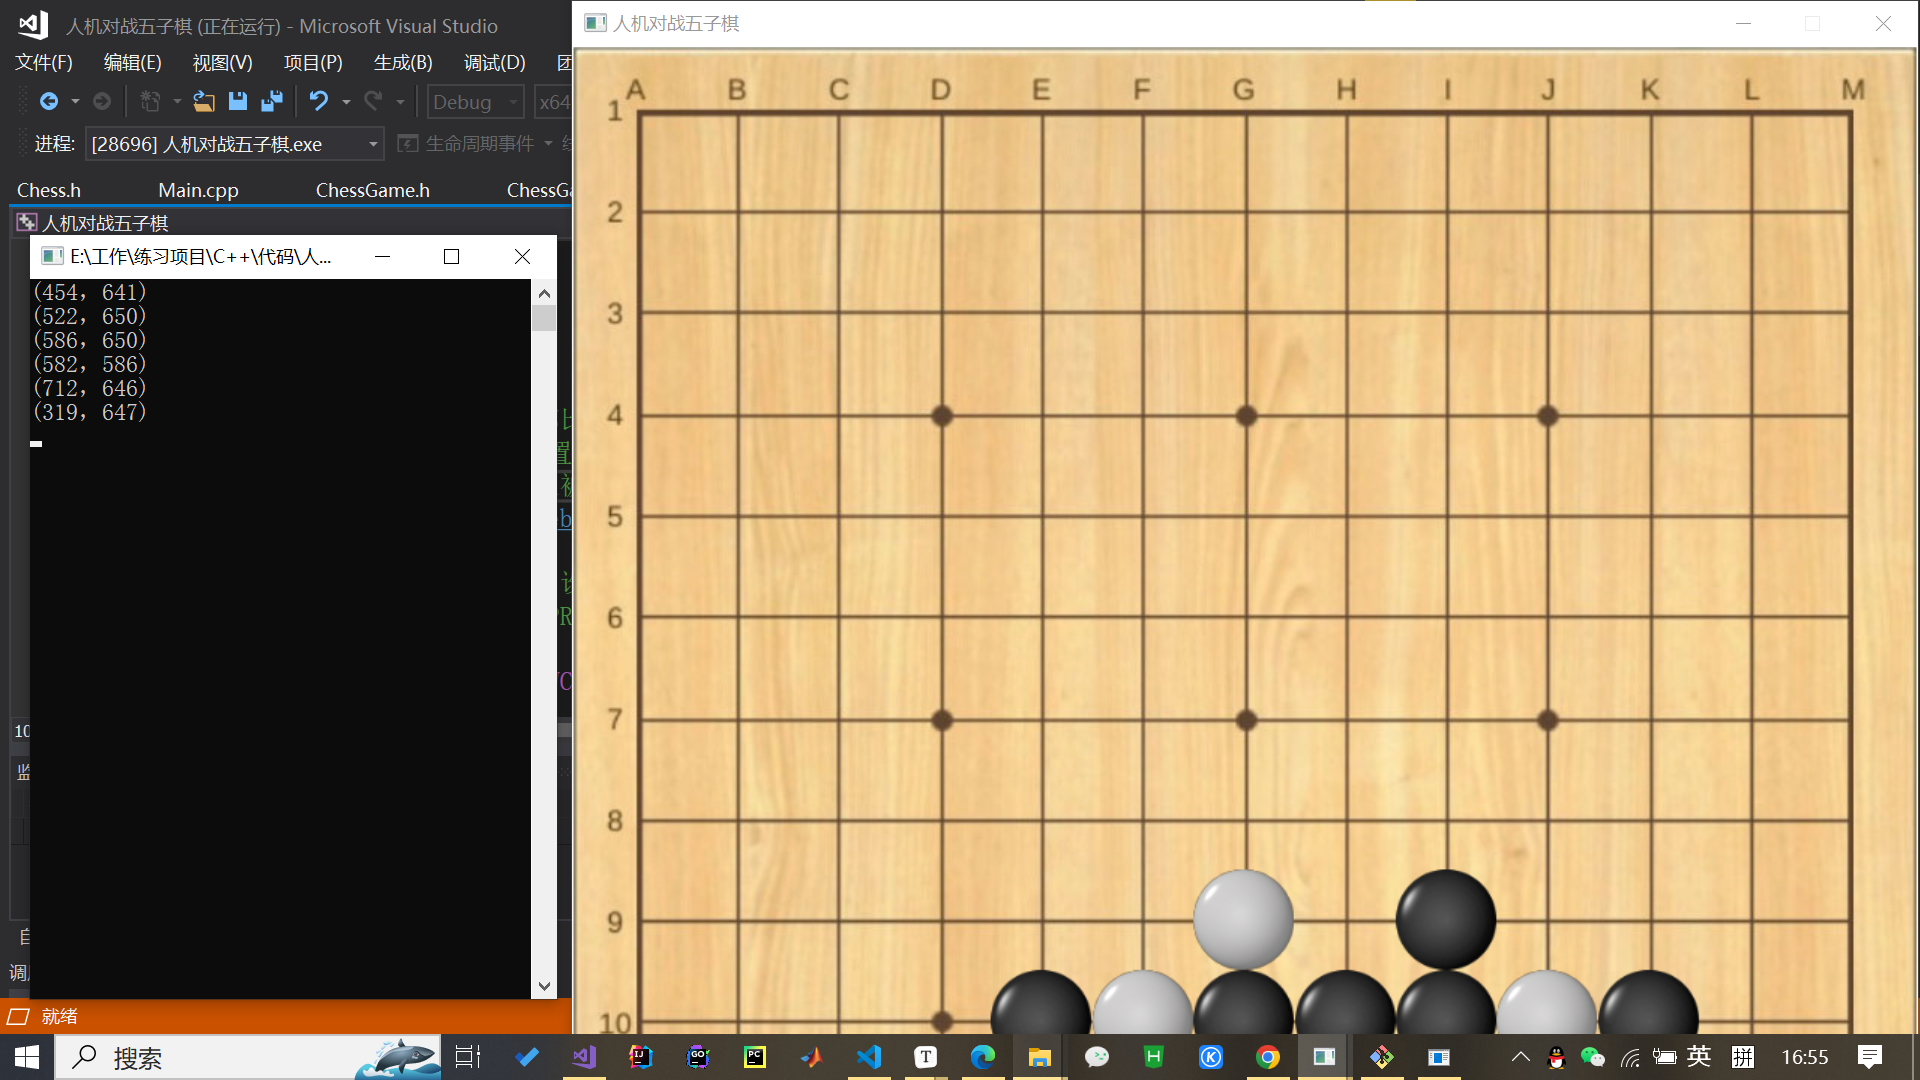 人机对战五子棋 (正在运行) - Microsoft Visual Studio
文件(F) 编辑(E) 视图(V) 项目(P) 生成(B) 调试(D) 团
Debug x64
进程: [28696] 人机对战五子棋.exe 生命周期事件
Chess.h Main.cpp ChessGame.h ChessGa
人机对战五子棋
E:\工作\练习项目\C++\代码\人...
(454, 641)
(522, 650)
(586, 650)
(582, 586)
(712, 646)
(319, 647)
10
就绪
人机对战五子棋
A B C D E F G H I J K L M
1
2
3
4
5
6
7
8
9
10
搜索
英 拼 16:55